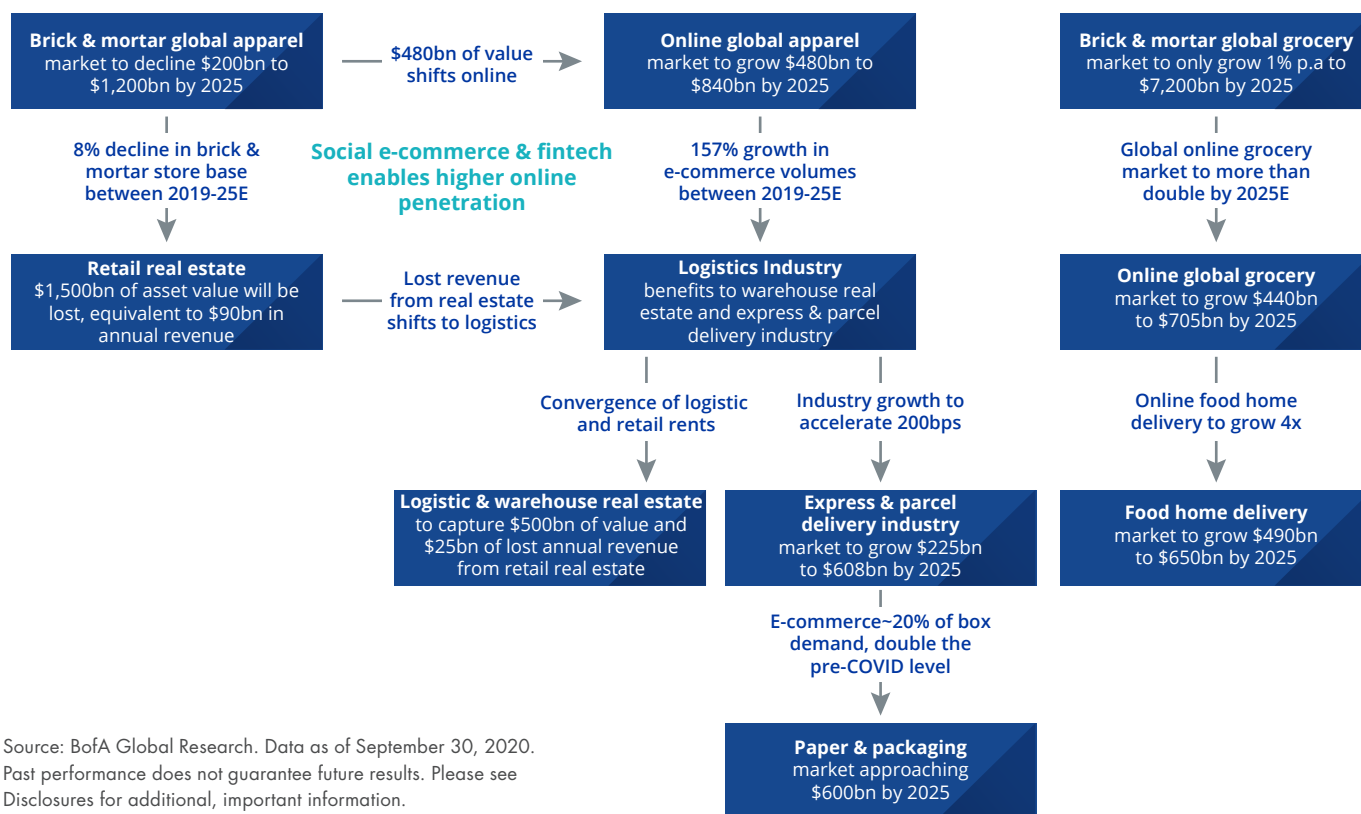 Brick & mortar global apparel
market to decline $200bn to
$1,200bn by 2025
$480bn of value
shifts online
Online global apparel
market to grow $480bn to
$840bn by 2025
Brick & mortar global grocery
market to only grow 1% p.a to
$7,200bn by 2025
8% decline in brick &
mortar store base
between 2019-25E
Social e-commerce & fintech
enables higher online
penetration
157% growth in
e-commerce volumes
between 2019-25E
Global online grocery
market to more than
double by 2025E
Retail real estate
$1,500bn of asset value will be
lost, equivalent to $90bn in
annual revenue
Lost revenue
from real estate
shifts to logistics
Logistics Industry
benefits to warehouse real
estate and express & parcel
delivery industry
Online global grocery
market to grow $440bn
to $705bn by 2025
Convergence of logistic
and retail rents
Industry growth to
accelerate 200bps
Online food home
delivery to grow 4x
Logistic & warehouse real estate
to capture $500bn of value and
$25bn of lost annual revenue
from retail real estate
Express & parcel
delivery industry
market to grow $225bn
to $608bn by 2025
Food home delivery
market to grow $490bn
to $650bn by 2025
E-commerce~20% of box
demand, double the
pre-COVID level
Paper & packaging
market approaching
$600bn by 2025
Source: BofA Global Research. Data as of September 30, 2020.
Past performance does not guarantee future results. Please see
Disclosures for additional, important information.